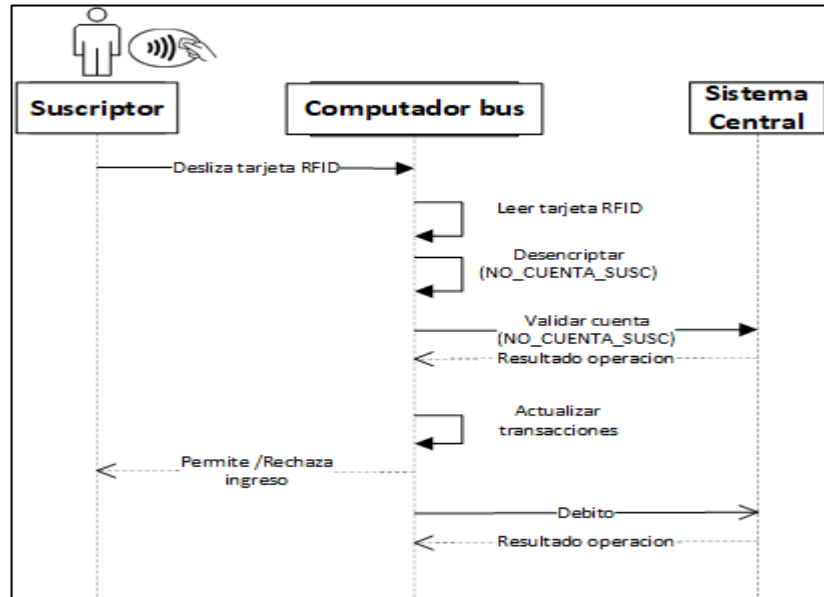 Suscriptor
Computador bus
Sistema
Central
Desliza tarjeta RFID
Leer tarjeta RFID
Desencriptar
(NO_CUENTA_SUSC)
Validar cuenta
(NO_CUENTA_SUSC)
Resultado operacion
Actualizar
transacciones
Permite /Rechaza
ingreso
Debito
Resultado operacion